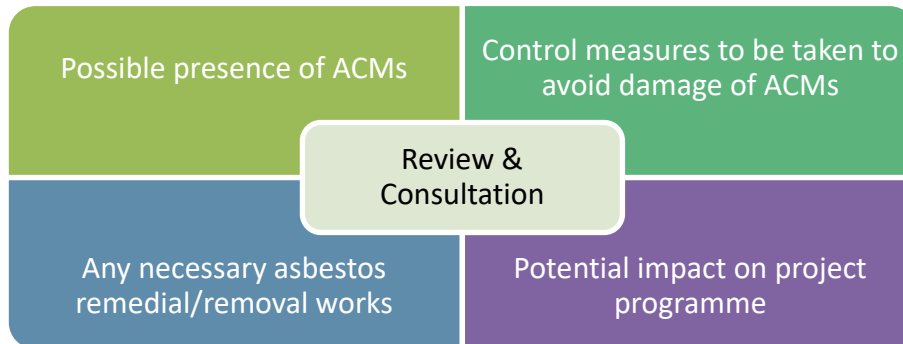 Possible presence of ACMs
Control measures to be taken to
avoid damage of ACMs
Review &
Consultation
Any necessary asbestos
remedial/removal works
Potential impact on project
programme